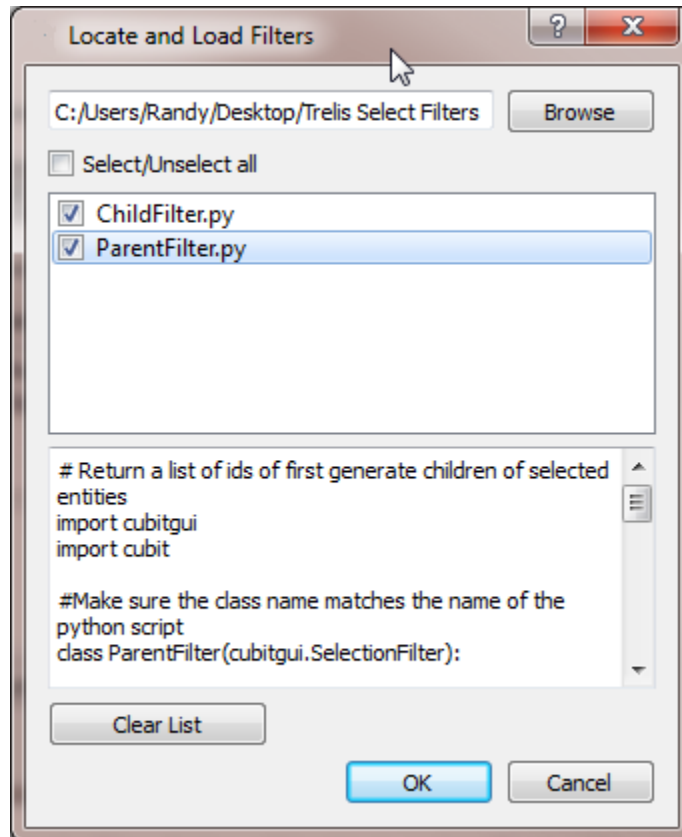 Locate and Load Filters
C:/Users/Randy/Desktop/Trelis Select Filters
Browse
Select/Unselect all
ChildFilter.py
ParentFilter.py
# Return a list of ids of first generate children of selected
entities
import cubitgui
import cubit
#Make sure the class name matches the name of the
python script
class ParentFilter(cubitgui.SelectionFilter):
Clear List
OK
Cancel